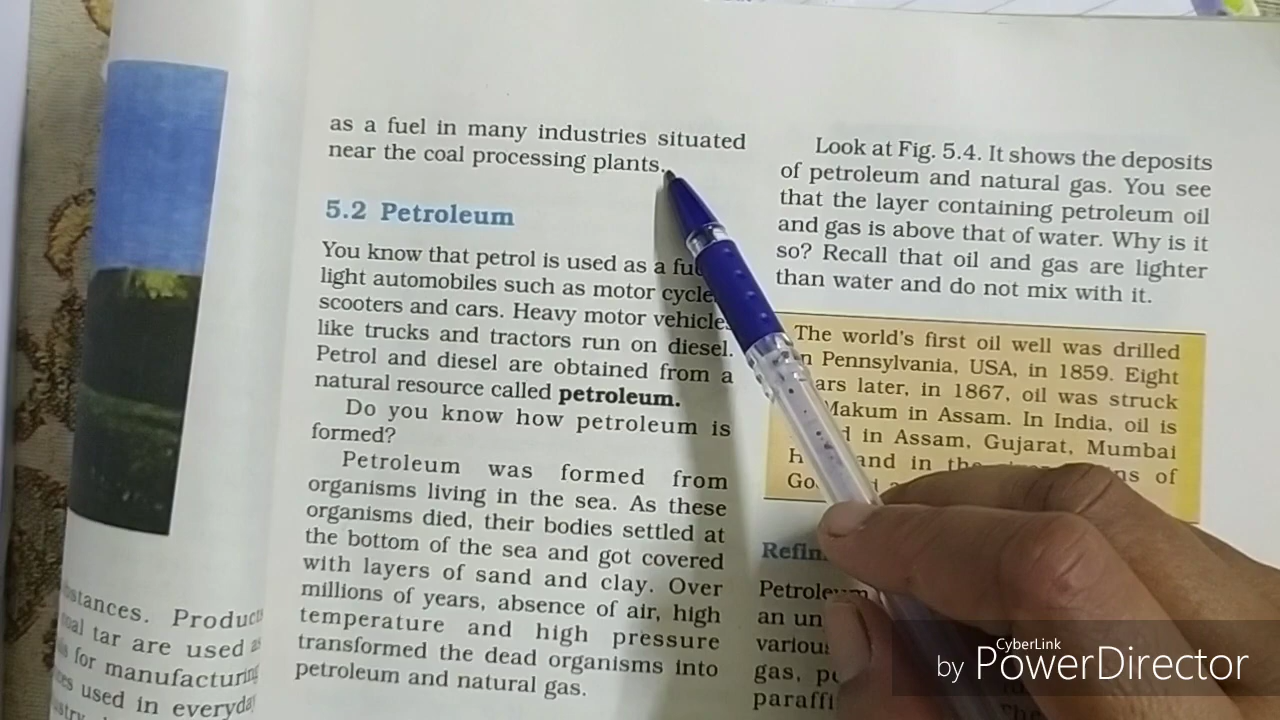 as a fuel in many industries situated
near the coal processing plants.
5.2 Petroleum
You know that petrol is used as a
light automobiles such as motor
scooters and cars. Heavy motor vehicles
like trucks and tractors run on diesel.
Petrol and diesel are obtained from a
natural resource called petroleum.
Do you know how petroleum is
formed?
Petroleum was formed from
organisms living in the sea. As these
organisms died, their bodies settled at
the bottom of the sea and got covered
with layers of sand and clay. Over
millions of years, absence of air, high
temperature and high pressure
transformed the dead organisms into
petroleum and natural gas.
Look at Fig. 5.4. It shows the deposits
of petroleum and natural gas. You see
that the layer containing petroleum oil
and gas is above that of water. Why is it
so? Recall that oil and gas are lighter
than water and do not mix with it.
The world's first oil well was drilled
Pennsylvania, USA, in 1859. Eight
later, in 1867, oil was struck
Makum in Assam. In India, oil is
in Assam, Gujarat, Mumbai
and in of
Petroleum
an
gas,
Products
tar are used as
for manufacturing
used in everyday
CyberLink
by PowerDirector